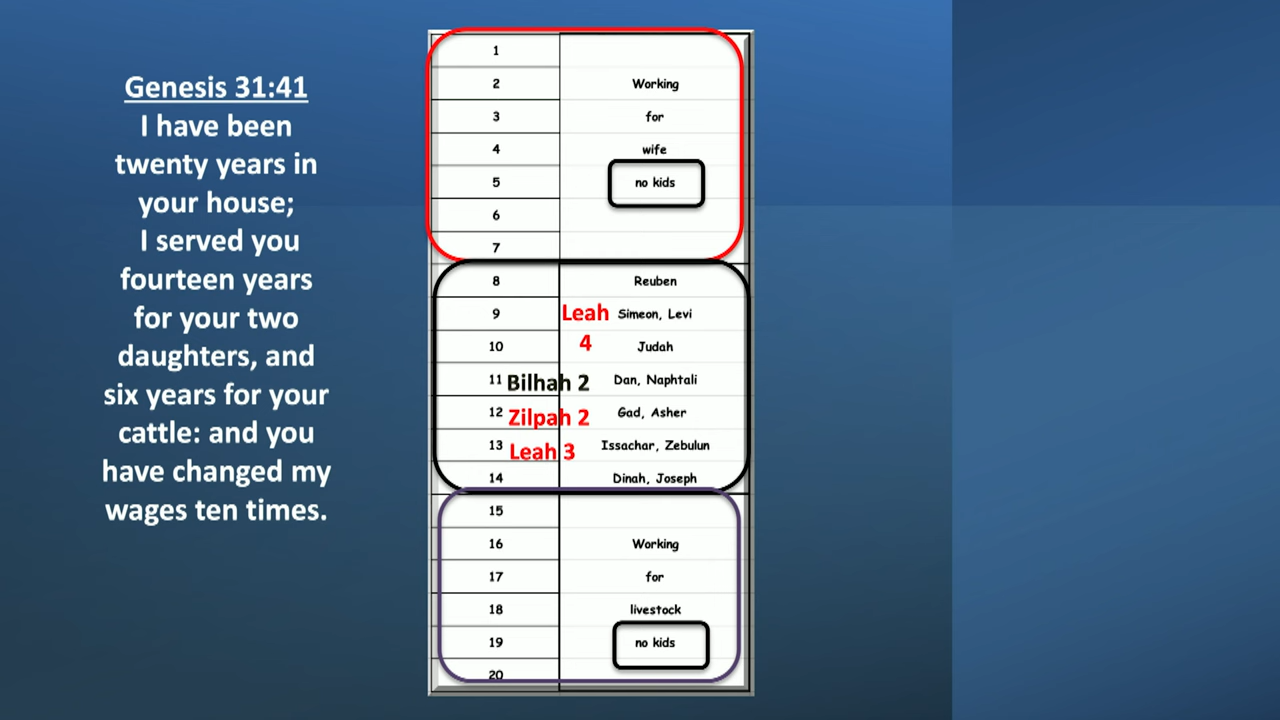 Genesis 31:41
I have been
twenty years in
your house;
I served you
fourteen years
for your two
daughters, and
six years for your
cattle: and you
have changed my
wages ten times.
1
2 Working
3 for
4 wife
5 no kids
6
7
8 Reuben
9 Leah Simeon, Levi
10 4 Judah
11 Bilhah 2 Dan, Naphtali
12 Zilpah 2 Gad, Asher
13 Leah 3 Issachar, Zebulun
14 Dinah, Joseph
15
16 Working
17 for
18 livestock
19 no kids
20